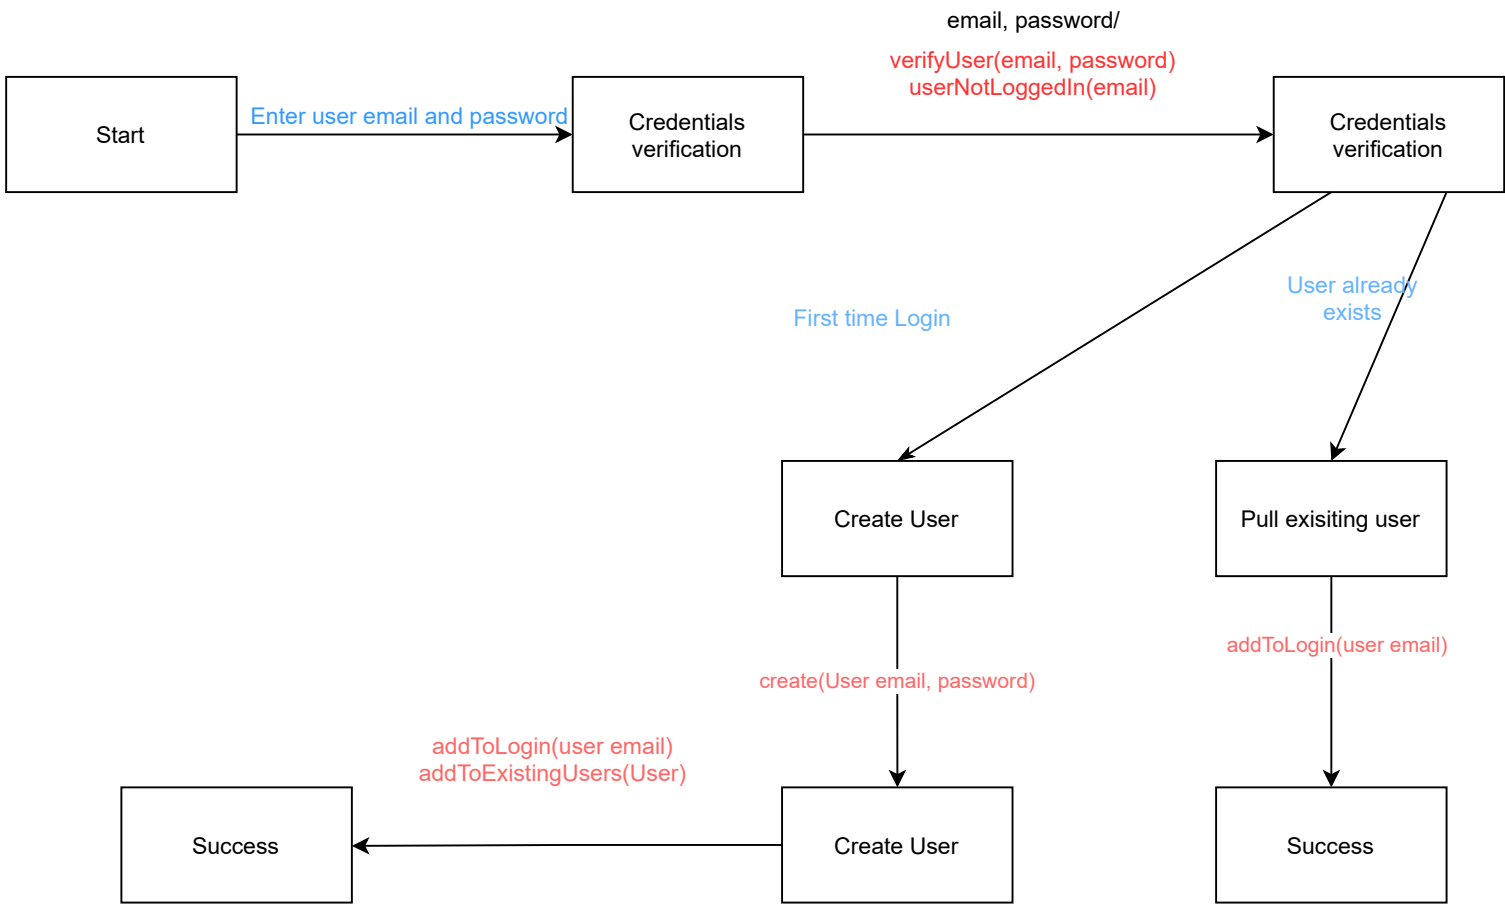 email, password/
verifyUser(email, password)
userNotLoggedIn(email)
Start
Enter user email and password
Credentials
verification
Credentials
verification
First time Login
User already
exists
Create User
Pull exisiting user
create(User email, password)
addToLogin(user email)
addToLogin(user email)
addToExistingUsers(User)
Success
Create User
Success